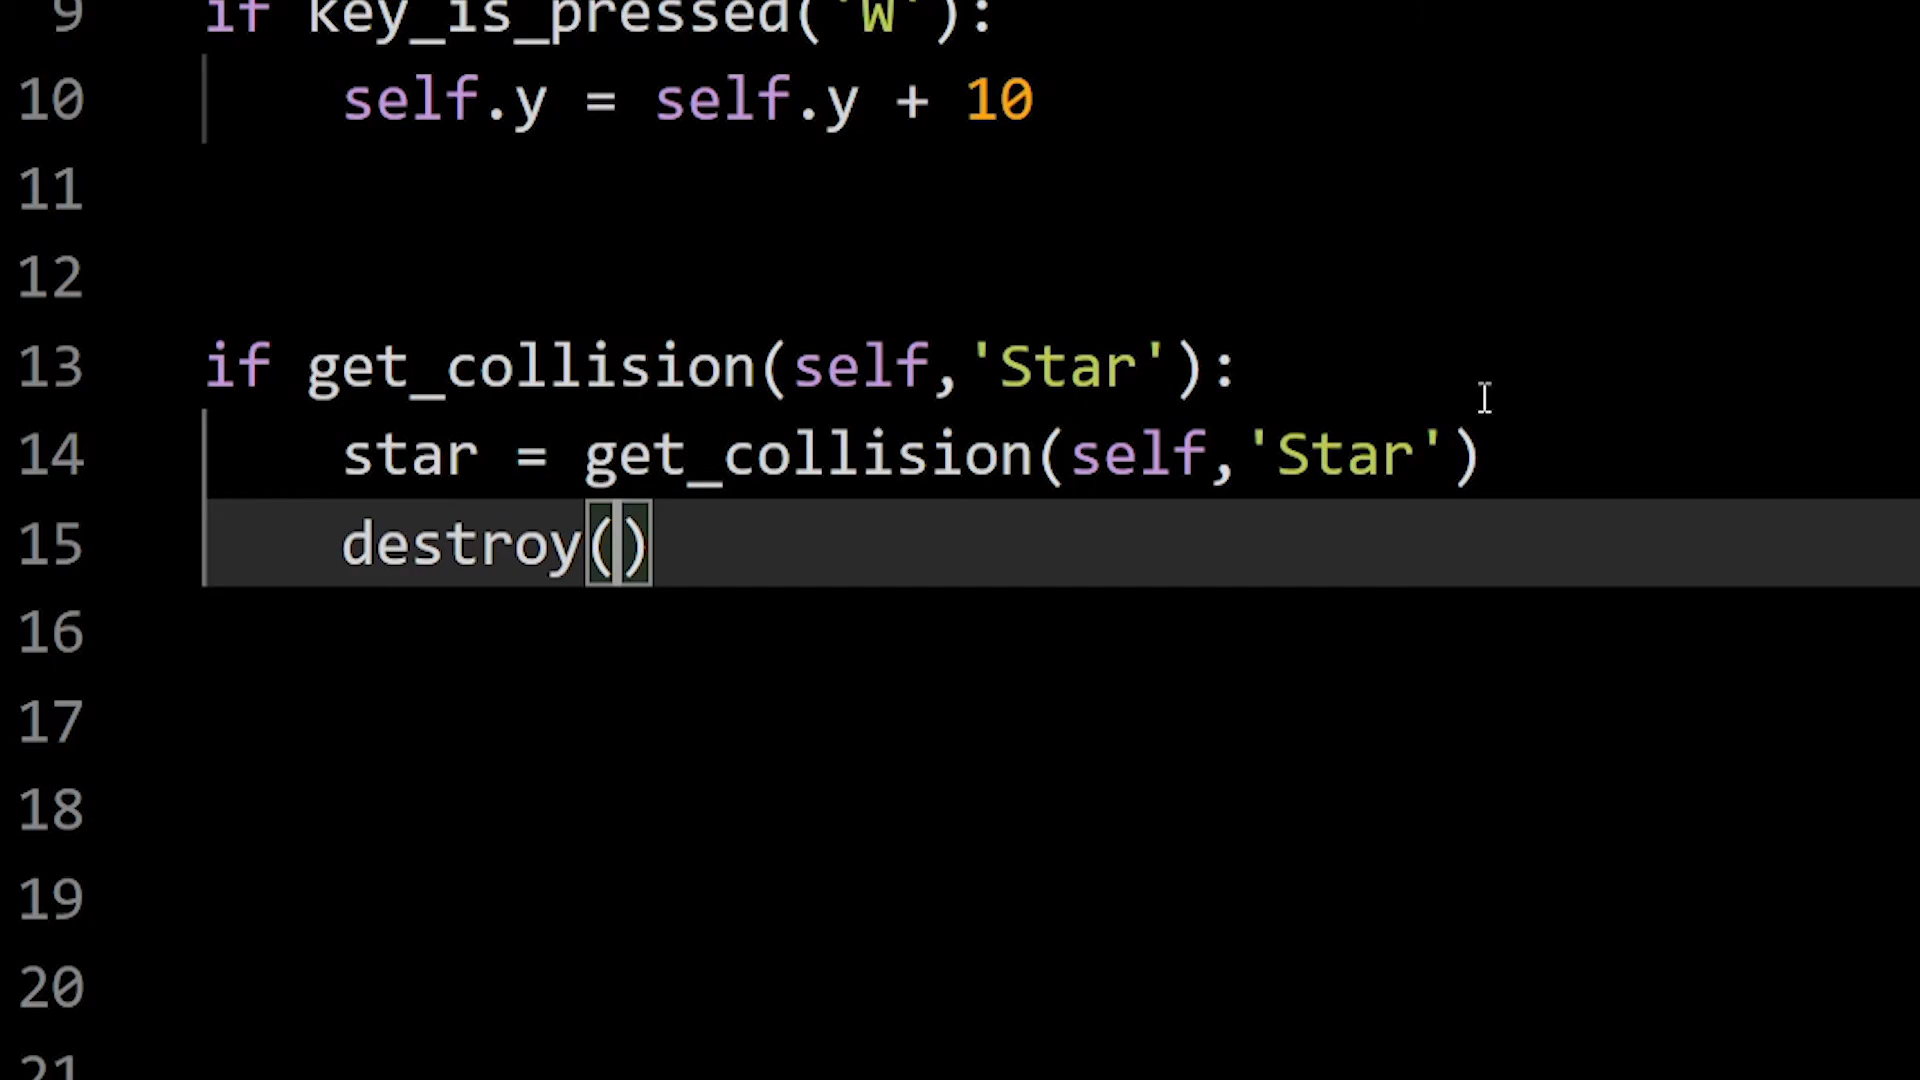 9 if key_is_pressed('W'):
10 self.y = self.y + 10
11
12
13 if get_collision(self,'Star'):
14 star = get_collision(self,'Star')
15 destroy()
16
17
18
19
20
21